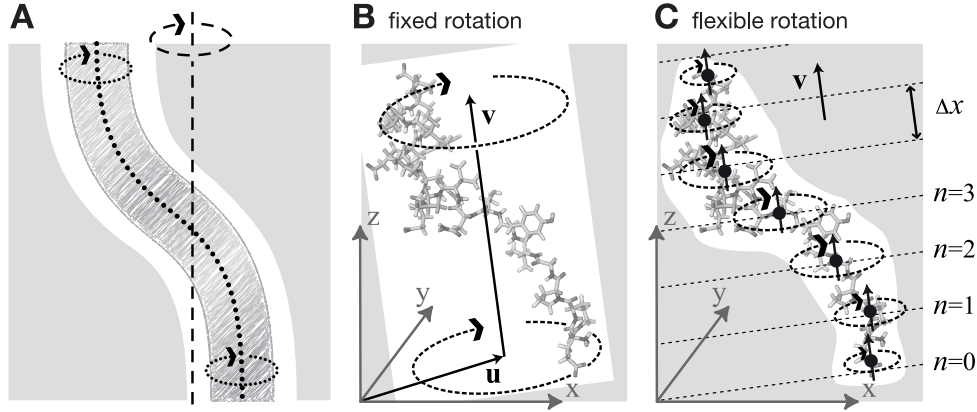 A
B fixed rotation
C flexible rotation
v
z
y
u
x
v
Δx
n=3
z
n=2
y
n=1
n=0
x